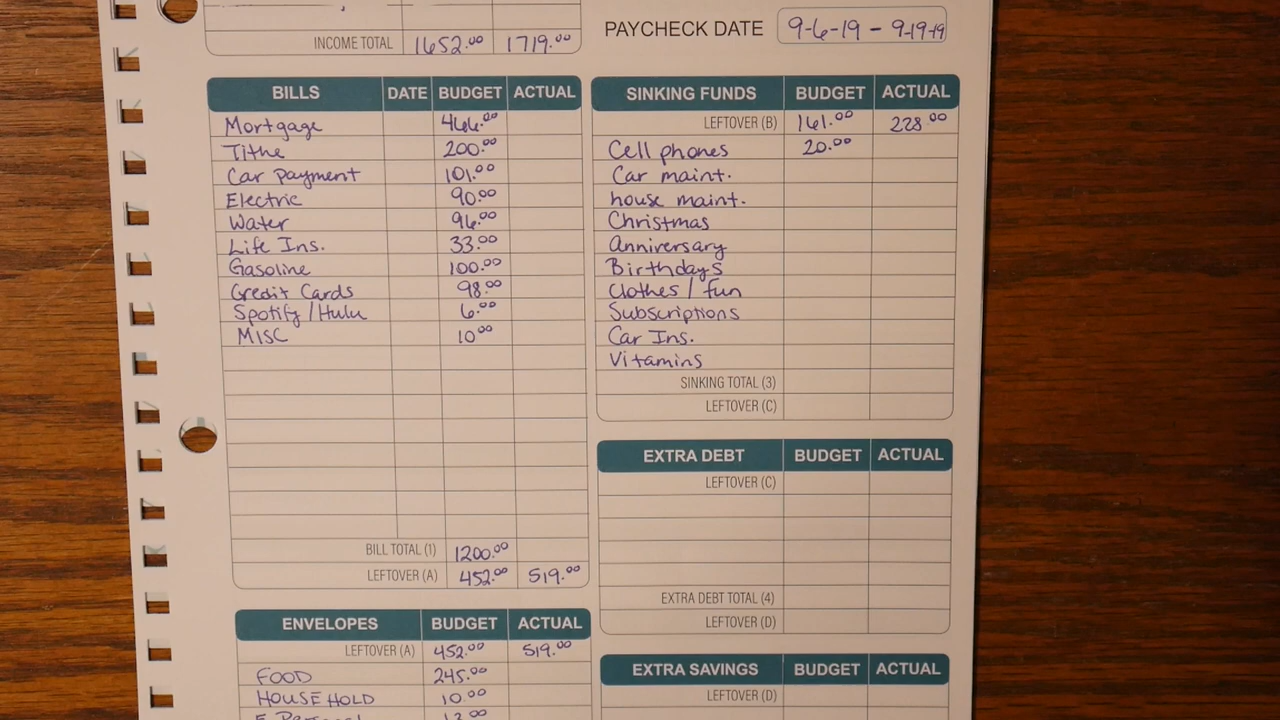 INCOME TOTAL 1652.00 1719.00
PAYCHECK DATE 9-6-19 - 9-19-19
BILLS DATE BUDGET ACTUAL
Mortgage 466.00
Tithe 200.00
Car payment 101.00
Electric 90.00
Water 96.00
Life Ins. 33.00
Gasoline 100.00
Credit Cards 98.00
Spotify/Hulu 6.00
MISC 10.00
BILL TOTAL (1) 1200.00
LEFTOVER (A) 452.00 519.00
ENVELOPES BUDGET ACTUAL
LEFTOVER (A) 452.00 519.00
FOOD 245.00
HOUSEHOLD 10.00
SINKING FUNDS BUDGET ACTUAL
LEFTOVER (B) 161.00 228.00
Cell phones 20.00
Car maint.
house maint.
Christmas
Anniversary
Birthdays
Clothes / fun
Subscriptions
Car Ins.
Vitamins
SINKING TOTAL (3)
LEFTOVER (C)
EXTRA DEBT BUDGET ACTUAL
LEFTOVER (C)
EXTRA DEBT TOTAL (4)
LEFTOVER (D)
EXTRA SAVINGS BUDGET ACTUAL
LEFTOVER (D)